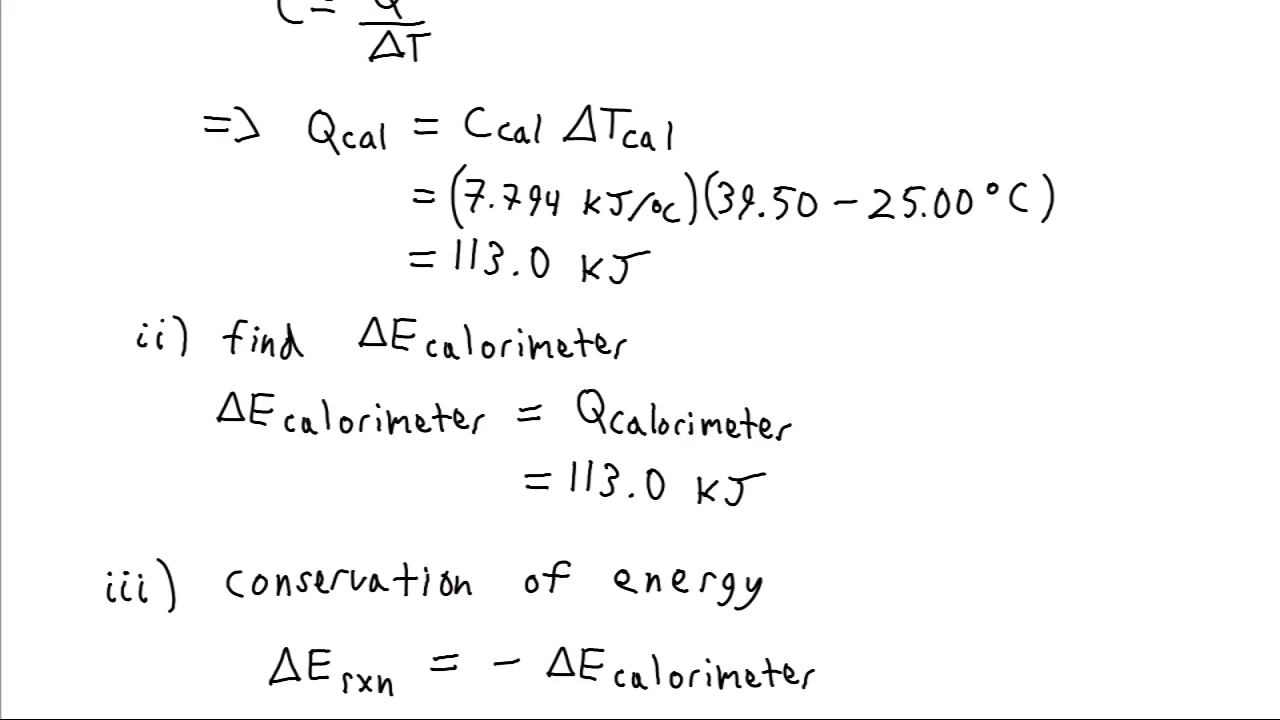 C = Q
ΔT
=> Qcal = Ccal ΔTcal
= (7.794 kJ/°C)(39.50 - 25.00 °C)
= 113.0 kJ
ii) find ΔEcalorimeter
ΔEcalorimeter = Qcalorimeter
= 113.0 kJ
iii) conservation of energy
ΔErxn = - ΔEcalorimeter